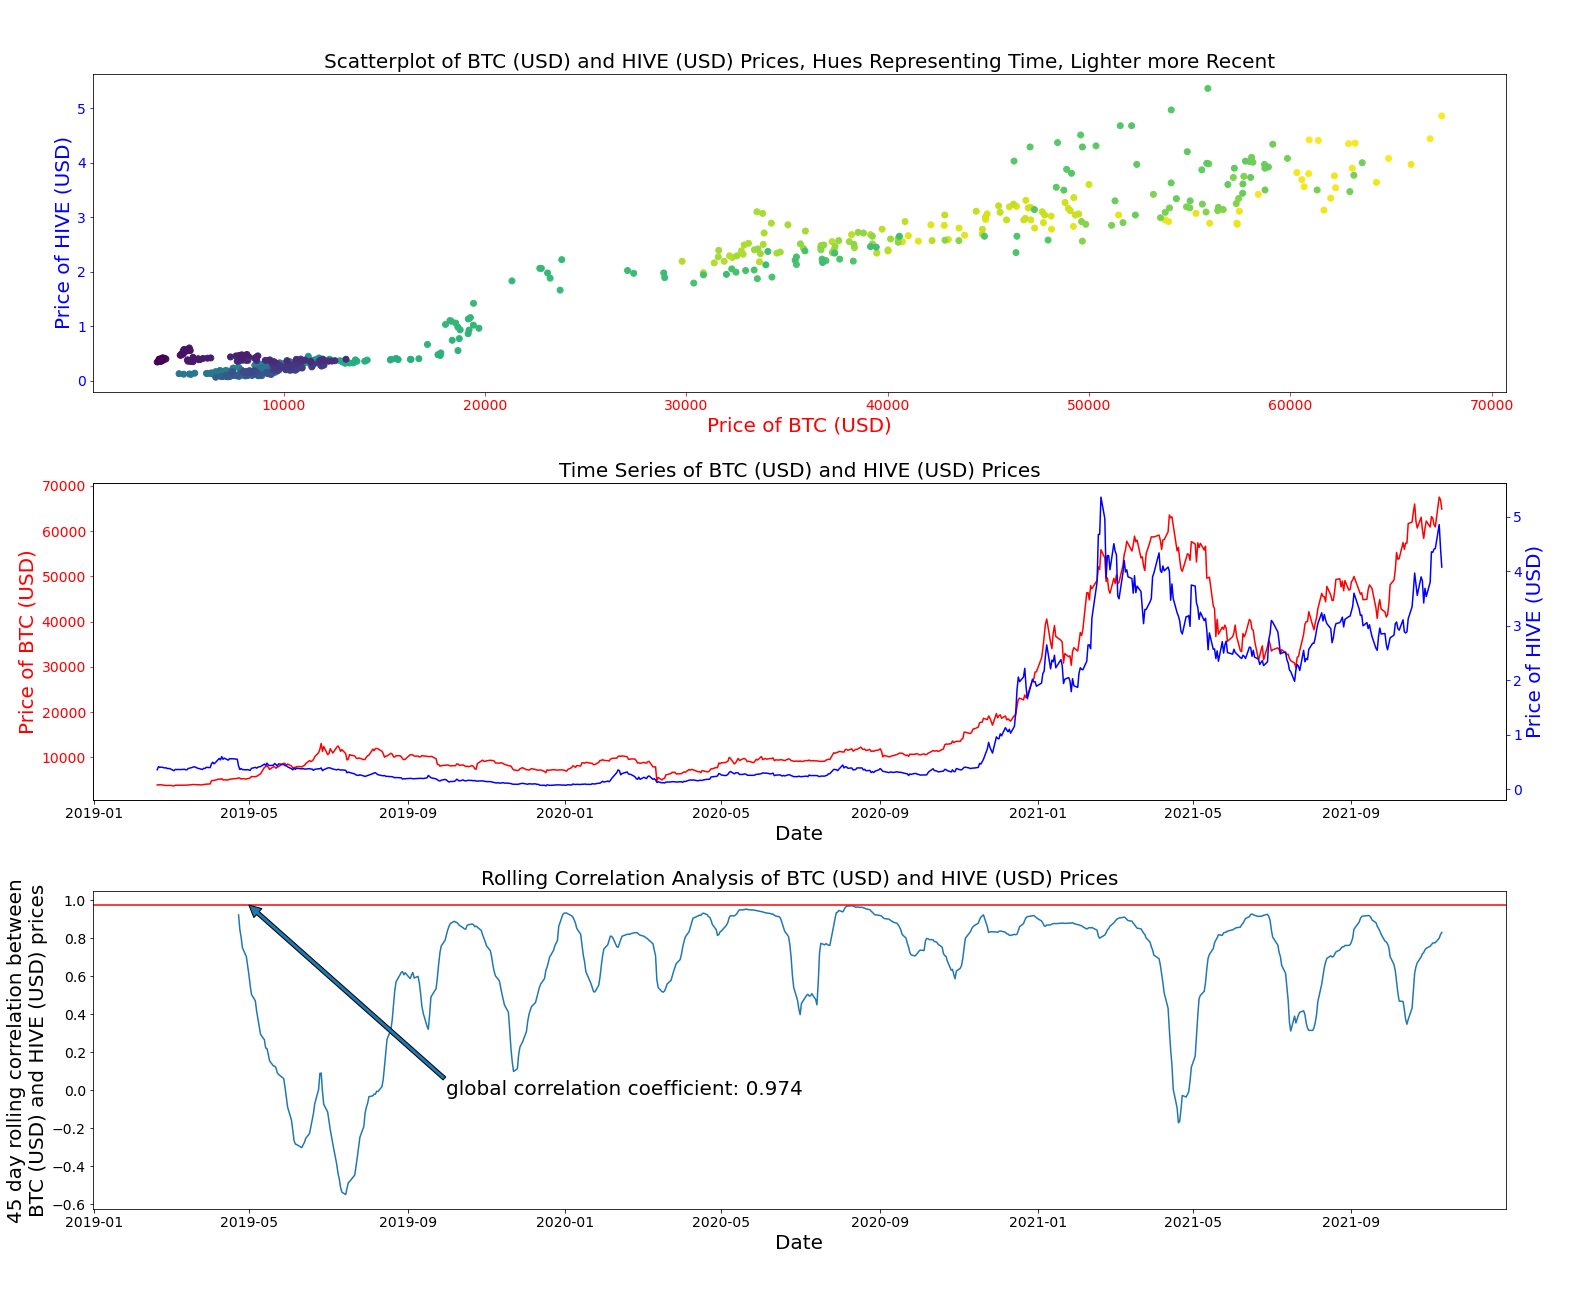 Scatterplot of BTC (USD) and HIVE (USD) Prices, Hues Representing Time, Lighter more Recent
Price of HIVE (USD)
5
4
3
2
1
0
10000 20000 30000 40000 50000 60000 70000
Price of BTC (USD)
Time Series of BTC (USD) and HIVE (USD) Prices
Price of BTC (USD)
70000
60000
50000
40000
30000
20000
10000
5
4
3
2
1
0
Price of HIVE (USD)
2019-01 2019-05 2019-09 2020-01 2020-05 2020-09 2021-01 2021-05 2021-09
Date
Rolling Correlation Analysis of BTC (USD) and HIVE (USD) Prices
45 day rolling correlation between
BTC (USD) and HIVE (USD) prices
1.0
0.8
0.6
0.4
0.2
0.0
−0.2
−0.4
−0.6
global correlation coefficient: 0.974
2019-01 2019-05 2019-09 2020-01 2020-05 2020-09 2021-01 2021-05 2021-09
Date